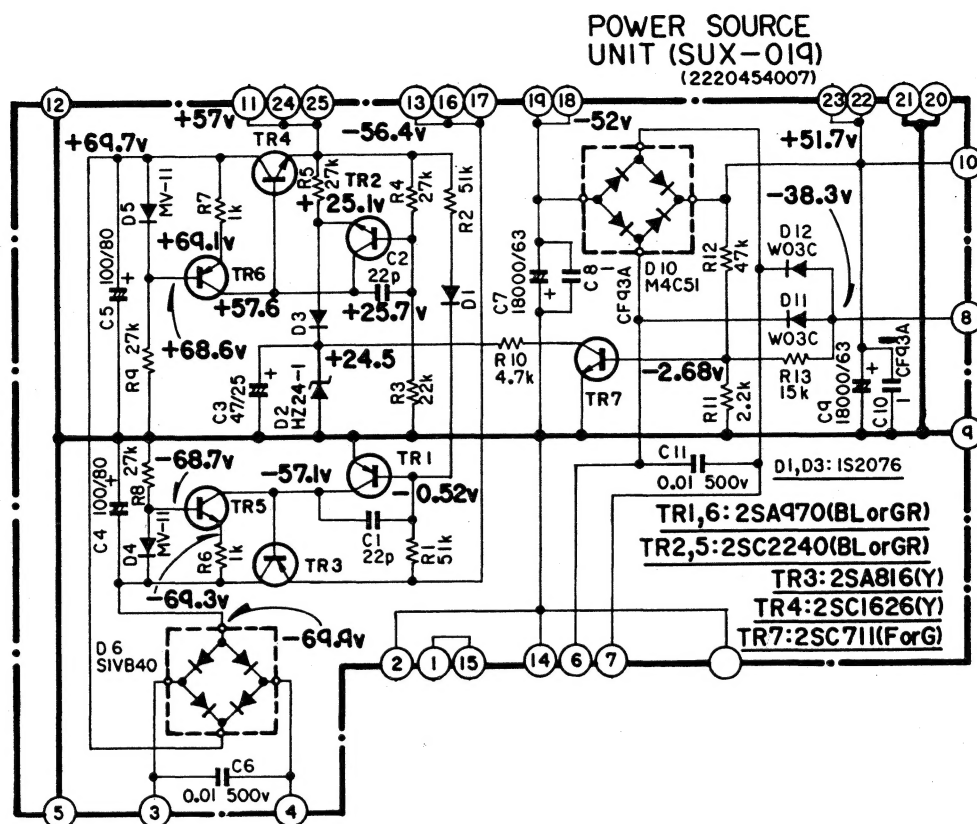 POWER SOURCE
UNIT (SUX-019)
(2220454007)
12
11
24
25
13
16
17
19
18
23
22
21
20
+57v
-56.4v
-52v
+51.7v
+69.7v
TR4
10
D5
MV-11
R7
1k
R5
27k
TR2
R4
27k
R2
51k
+25.1v
-38.3v
100/80
+
C5
+69.1v
TR6
C2
22p
D10
M4C51
R12
47k
D12
W03C
+57.6
+25.7v
D1
C7
18000/63
+
C8
1
CF93A
D11
W03C
8
+68.6v
R9
27k
D3
+24.5
R10
4.7k
TR7
-2.68v
R13
15k
C3
47/25
+
D2
HZ24-1
R3
22k
R11
2.2k
C9
18000/63
+
C10
1
CF93A
9
C4
100/80
+
R8
27k
-68.7v
-57.1v
TR1
-0.52v
C11
0.01 500v
D1,D3: 1S2076
TR5
D4
MV-11
R6
1k
TR3
C1
22p
R1
51k
TR1,6: 2SA970(BLorGR)
TR2,5: 2SC2240(BLorGR)
TR3: 2SA816(Y)
TR4: 2SC1626(Y)
TR7: 2SC711(ForG)
-69.3v
-69.9v
D6
S1VB40
2
1
15
14
6
7
C6
0.01 500v
5
3
4